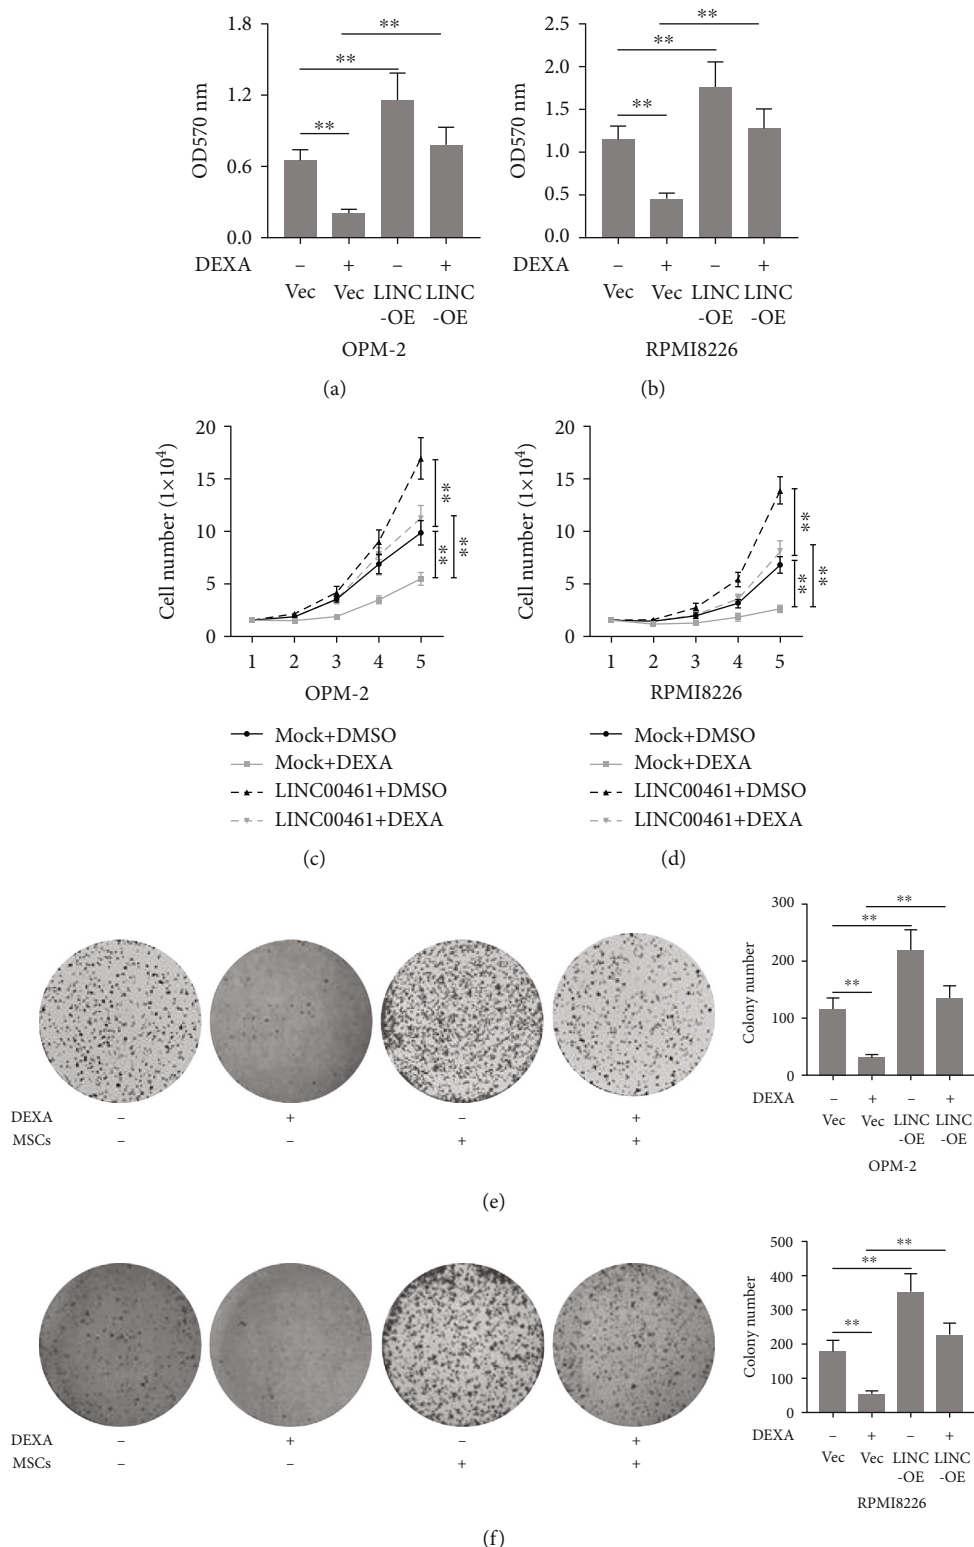 1.8
1.2
0.6
0.0
OD570 nm
**
**
**
DEXA – + – +
Vec Vec LINC LINC
-OE -OE
OPM-2
(a)
2.5
2.0
1.5
1.0
0.5
0.0
OD570 nm
**
**
**
DEXA – + – +
Vec Vec LINC LINC
-OE -OE
RPMI8226
(b)
20
15
10
5
0
Cell number (1×10⁴)
**
**
**
1 2 3 4 5
OPM-2
Mock+DMSO
Mock+DEXA
LINC00461+DMSO
LINC00461+DEXA
(c)
20
15
10
5
0
Cell number (1×10⁴)
**
**
**
1 2 3 4 5
RPMI8226
Mock+DMSO
Mock+DEXA
LINC00461+DMSO
LINC00461+DEXA
(d)
DEXA – + – +
MSCs – – + +
300
200
100
0
Colony number
**
**
**
DEXA – + – +
Vec Vec LINC LINC
-OE -OE
OPM-2
(e)
DEXA – + – +
MSCs – – + +
500
400
300
200
100
0
Colony number
**
**
**
DEXA – + – +
Vec Vec LINC LINC
-OE -OE
RPMI8226
(f)